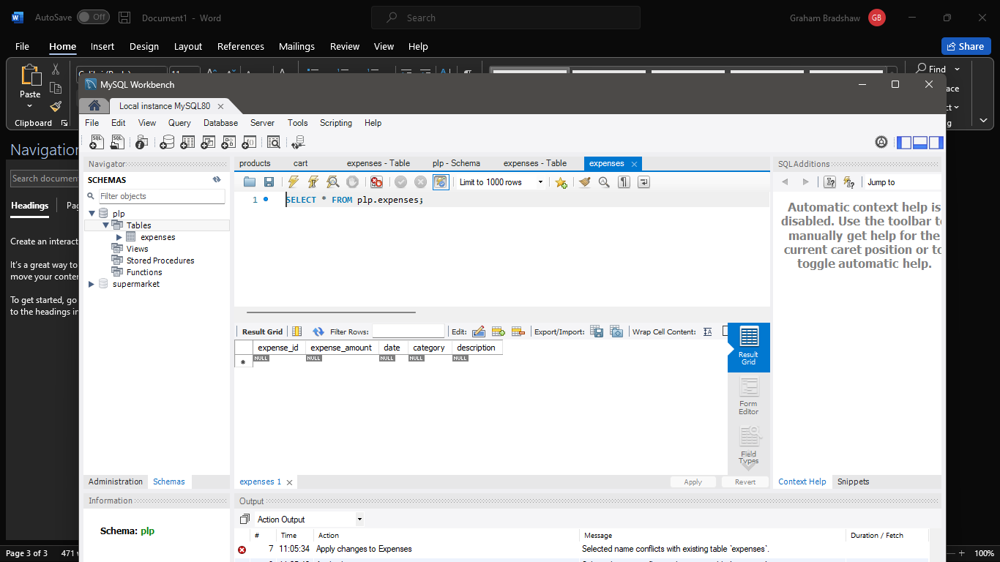 AutoSave Off Document1 - Word Search Graham Bradshaw GB
File Home Insert Design Layout References Mailings Review View Help Share
Paste
Clipboard
11
Find
MySQL Workbench
Local instance MySQL80
File Edit View Query Database Server Tools Scripting Help
Navigation
Search document
Headings
Create an interact
It's a great way to
move your conten
To get started, go
to the headings in
Navigator
SCHEMAS
Filter objects
plp
Tables
expenses
Views
Stored Procedures
Functions
supermarket
Administration Schemas
Information
Schema: plp
products cart expenses - Table plp - Schema expenses - Table expenses
Limit to 1000 rows
1 SELECT * FROM plp.expenses;
Result Grid Filter Rows: Edit: Export/Import: Wrap Cell Content:
expense_id expense_amount date category description
NULL NULL NULL NULL NULL
Result
Grid
Form
Editor
Field
Types
expenses 1 Apply Revert
SQLAdditions
Jump to
Automatic context help is
disabled. Use the toolbar to
manually get help for the
current caret position or to
toggle automatic help.
Context Help Snippets
Output
Action Output
# Time Action Message Duration / Fetch
7 11:05:34 Apply changes to Expenses Selected name conflicts with existing table `expenses`.
Page 3 of 3 471 100%